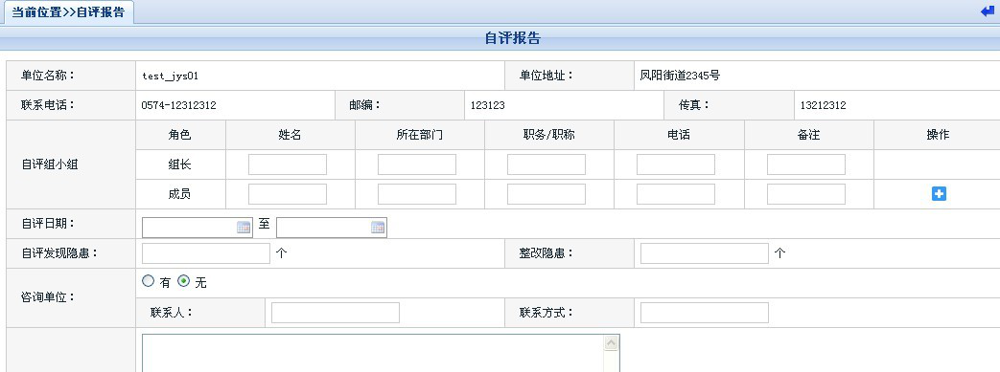 当前位置>>自评报告
自评报告
单位名称： test_jys01 单位地址： 凤阳街道2345号
联系电话： 0574-12312312 邮编： 123123 传真： 13212312
自评组小组
角色 姓名 所在部门 职务/职称 电话 备注 操作
组长
成员
自评日期： 至
自评发现隐患： 个 整改隐患： 个
咨询单位： 有 无
联系人： 联系方式：